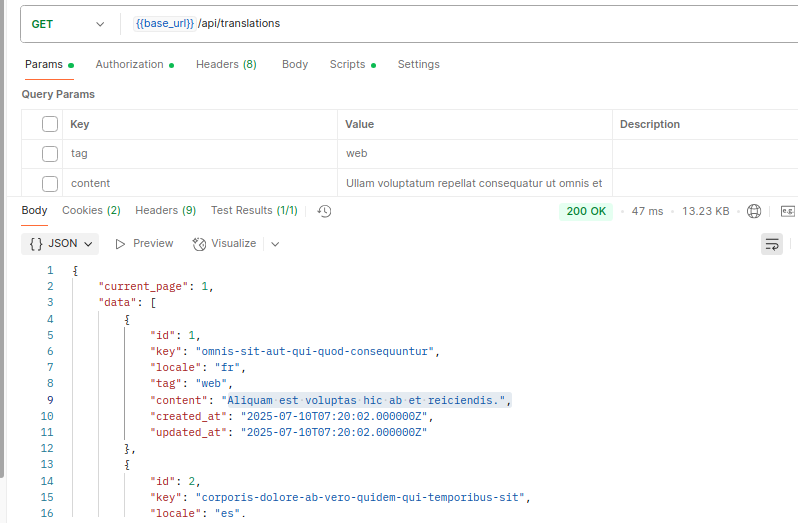 GET {{base_url}} /api/translations
Params Authorization Headers (8) Body Scripts Settings
Query Params
Key Value Description
tag web
content Ullam voluptatum repellat consequatur ut omnis et
Body Cookies (2) Headers (9) Test Results (1/1) 200 OK 47 ms 13.23 KB e.g.
{} JSON Preview Visualize
1 {
2 "current_page": 1,
3 "data": [
4 {
5 "id": 1,
6 "key": "omnis-sit-aut-qui-quod-consequuntur",
7 "locale": "fr",
8 "tag": "web",
9 "content": "Aliquam est voluptas hic ab et reiciendis.",
10 "created_at": "2025-07-10T07:20:02.000000Z",
11 "updated_at": "2025-07-10T07:20:02.000000Z"
12 },
13 {
14 "id": 2,
15 "key": "corporis-dolore-ab-vero-quidem-qui-temporibus-sit",
16 "locale": "es",